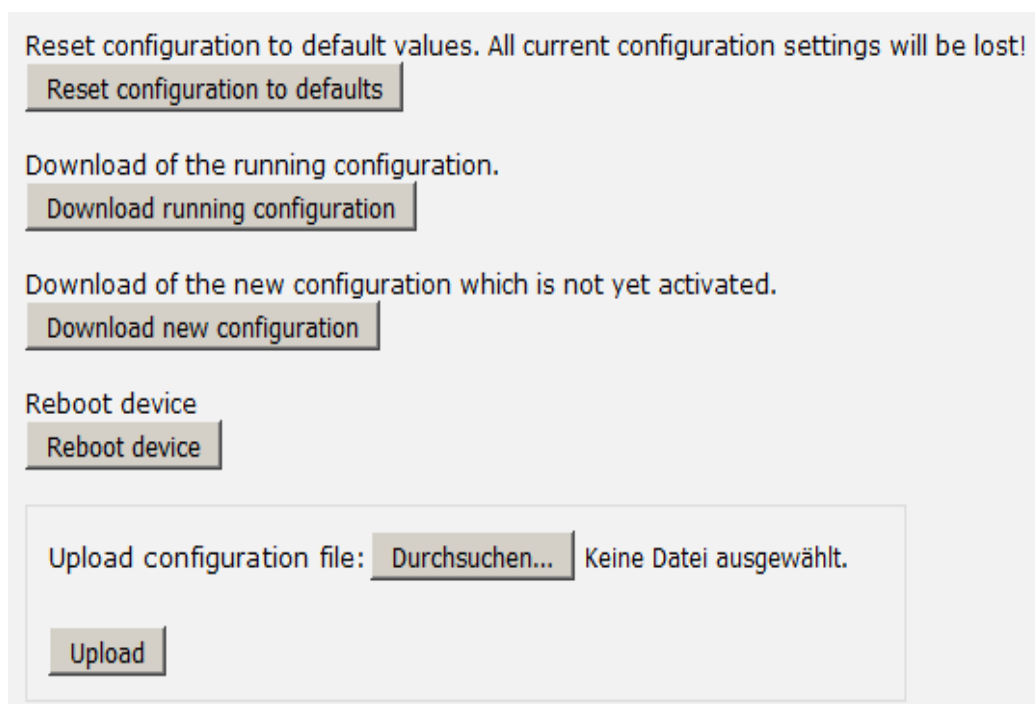 Reset configuration to default values. All current configuration settings will be lost!
Reset configuration to defaults
Download of the running configuration.
Download running configuration
Download of the new configuration which is not yet activated.
Download new configuration
Reboot device
Reboot device
Upload configuration file: Durchsuchen... Keine Datei ausgewählt.
Upload